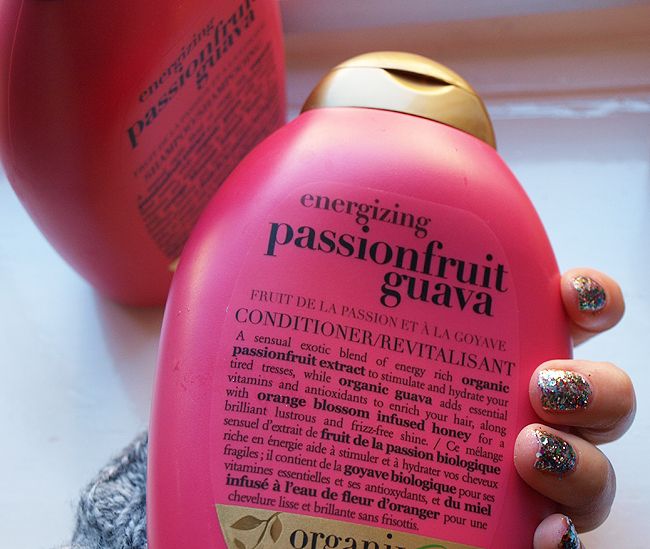 energizing
passionfruit
guava
energizing
passionfruit
guava
FRUIT DE LA PASSION ET À LA GOYAVE
CONDITIONER/REVITALISANT
A sensual exotic blend of energy rich organic
passionfruit extract to stimulate and hydrate your
tired tresses, while organic guava adds essential
vitamins and antioxidants to enrich your hair, along
with orange blossom infused honey for a
brilliant lustrous and frizz-free shine. / Ce mélange
sensuel d'extrait de fruit de la passion biologique
riche en énergie aide à stimuler et à hydrater vos cheveux
fragiles ; il contient de la goyave biologique pour ses
vitamines essentielles et ses antioxydants, et du miel
infusé à l'eau de fleur d'oranger pour une
chevelure lisse et brillante sans frisottis.